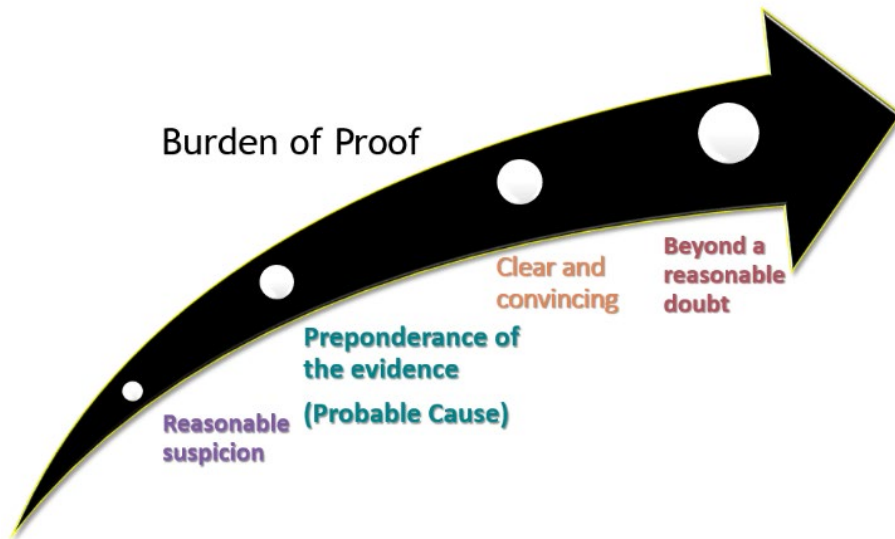 Burden of Proof
Reasonable
suspicion
Preponderance of
the evidence
(Probable Cause)
Clear and
convincing
Beyond a
reasonable
doubt